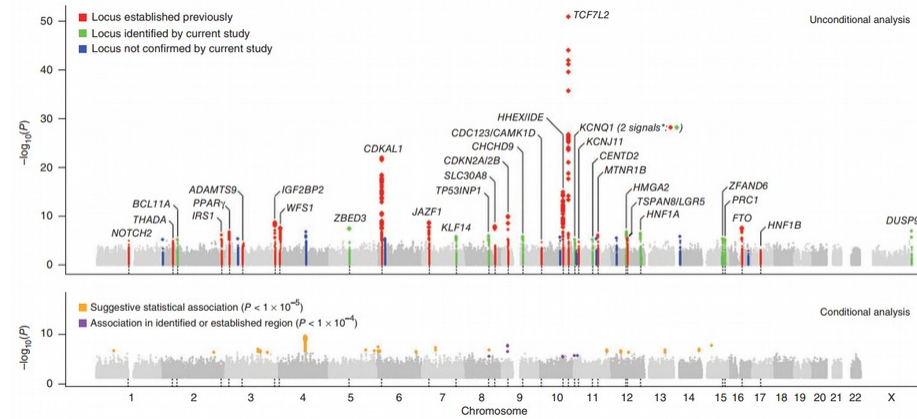 Locus established previously
Locus identified by current study
Locus not confirmed by current study
Unconditional analysis
50
40
30
20
10
0
−log10(P)
TCF7L2
HHEX/IDE
KCNQ1 (2 signals*: )
CDC123/CAMK1D
KCNJ11
CHCHD9
CENTD2
CDKAL1
CDKN2A/2B
MTNR1B
SLC30A8
HMGA2
ZFAND6
ADAMTS9
IGF2BP2
TP53INP1
TSPAN8/LGR5
PRC1
BCL11A
PPARγ
WFS1
JAZF1
HNF1A
THADA
IRS1
ZBED3
KLF14
FTO
HNF1B
DUSP
NOTCH2
Suggestive statistical association (P < 1 × 10−5)
Association in identified or established region (P < 1 × 10−4)
Conditional analysis
10
0
−log10(P)
1 2 3 4 5 6 7 8 9 10 11 12 13 14 15 16 17 18 19 20 21 22 X
Chromosome